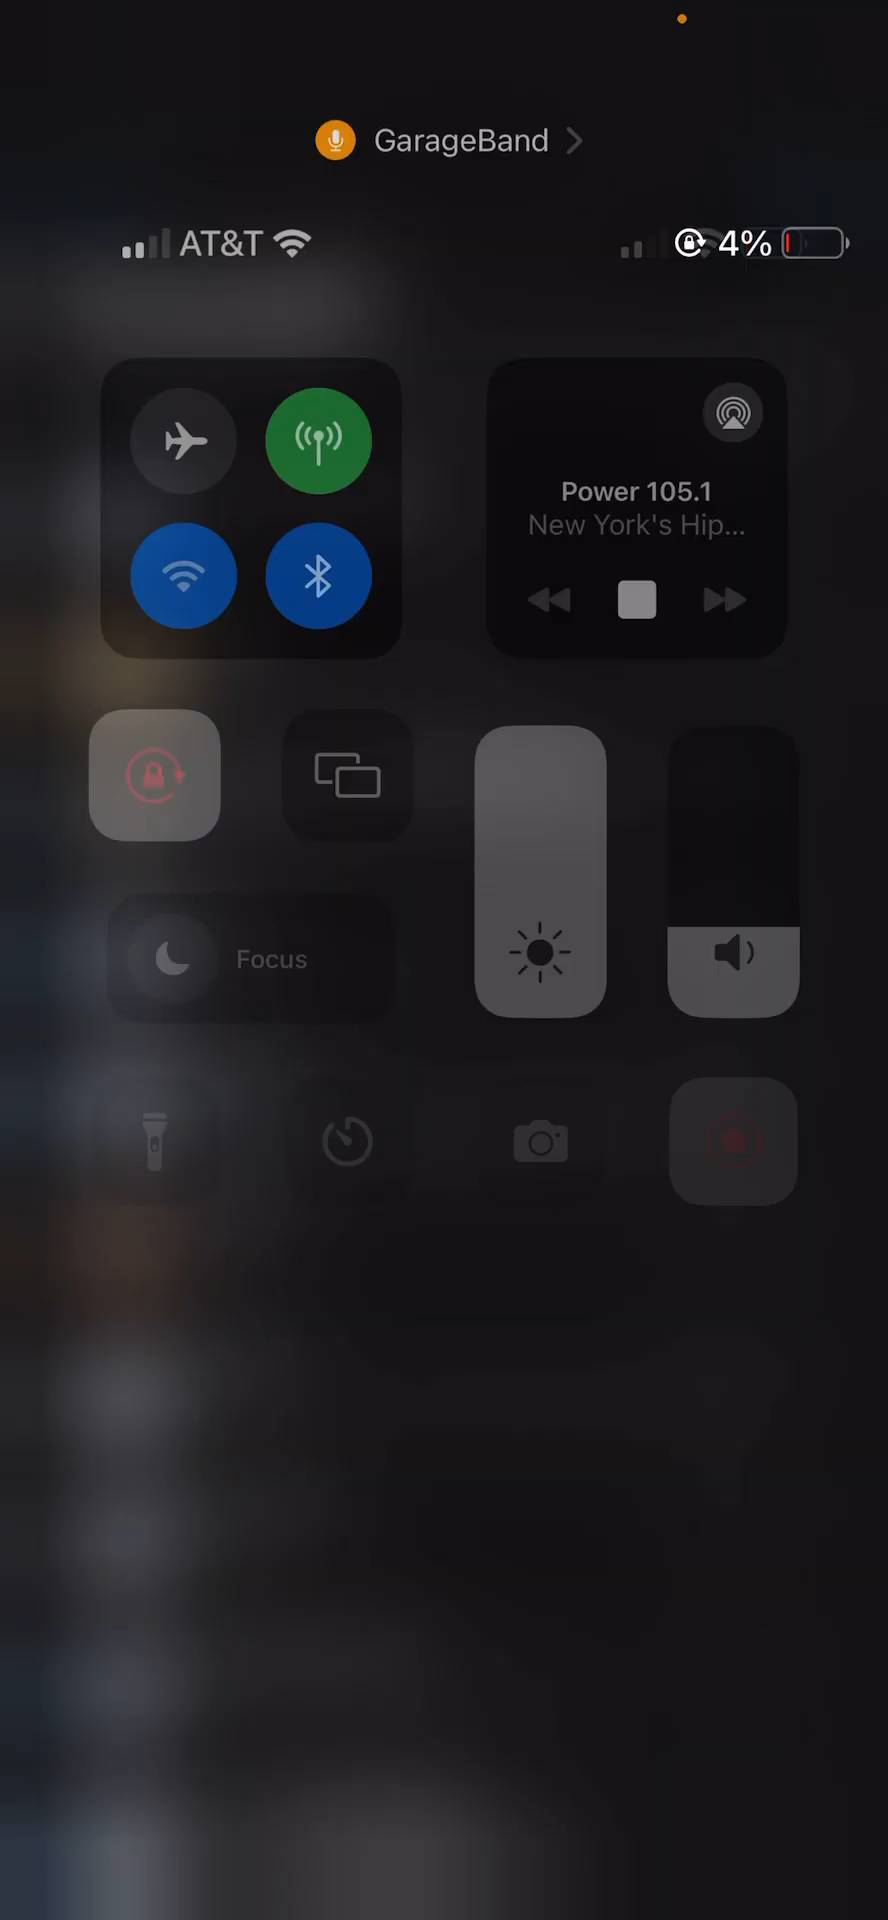 GarageBand
AT&T
4%
Power 105.1
New York's Hip...
Focus